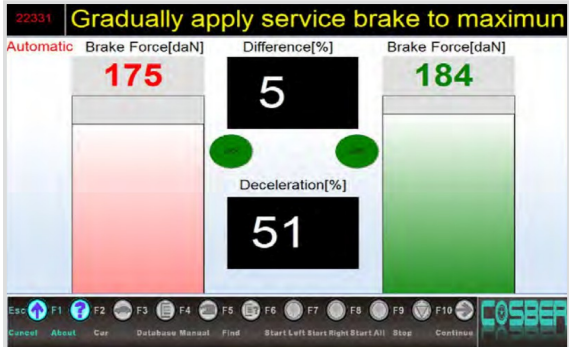 22331 Gradually apply service brake to maximun
Automatic Brake Force[daN] Difference[%] Brake Force[daN]
175 5 184
Deceleration[%]
51
Esc F1 F2 F3 F4 F5 F6 F7 F8 F9 F10 COSBER
Cancel About Car Database Manual Find Start Left Start Right Start All Stop Continue